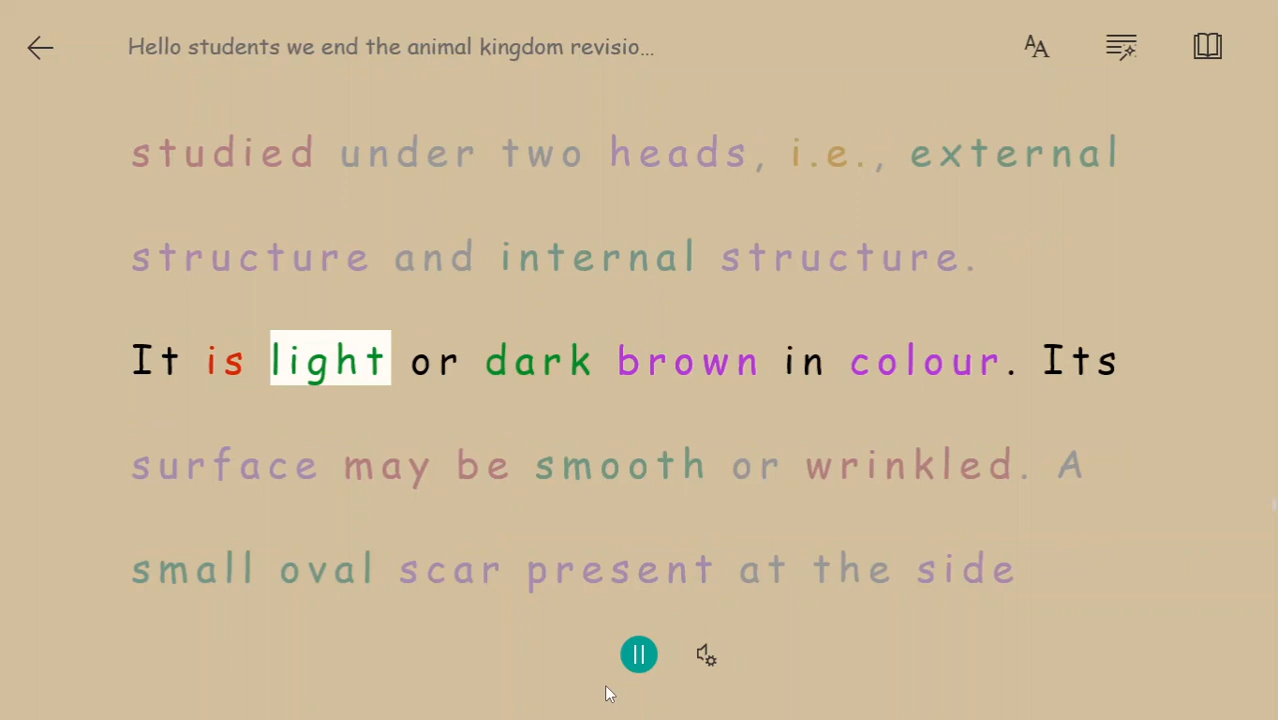 Hello students we end the animal kingdom revisio...
studied under two heads, i.e., external
structure and internal structure.
It is light or dark brown in colour. Its
surface may be smooth or wrinkled. A
small oval scar present at the side